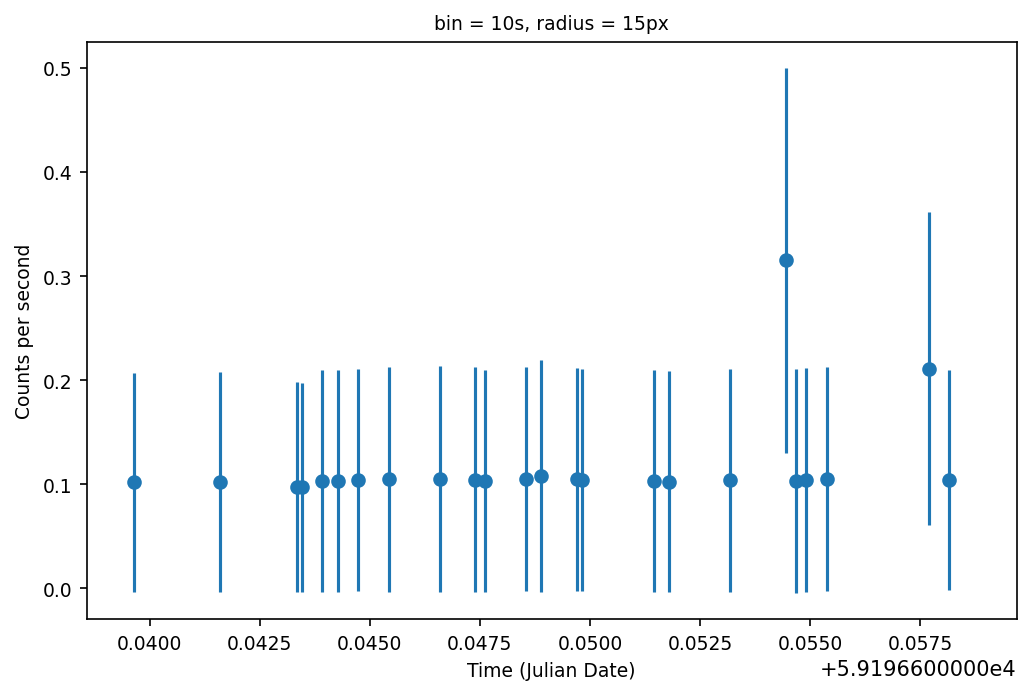 bin = 10s, radius = 15px
Counts per second
0.5
0.4
0.3
0.2
0.1
0.0
0.0400 0.0425 0.0450 0.0475 0.0500 0.0525 0.0550 0.0575
Time (Julian Date)
+5.9196600000e4